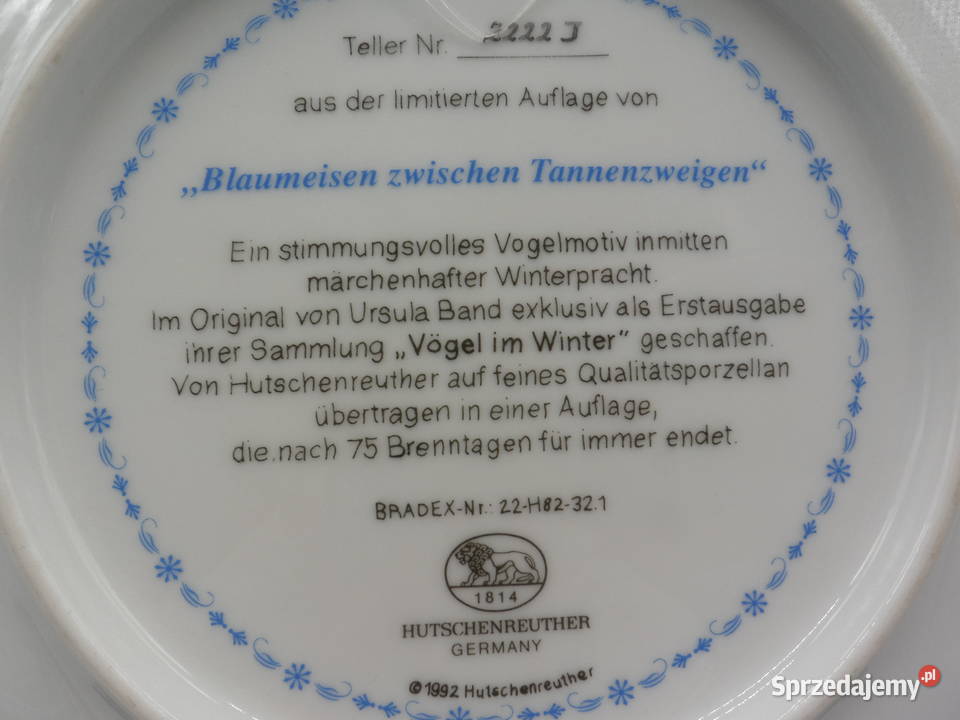 Teller Nr. 2222 J
aus der limitierten Auflage von
„Blaumeisen zwischen Tannenzweigen“
Ein stimmungsvolles Vogelmotiv inmitten
märchenhafter Winterpracht.
Im Original von Ursula Band exklusiv als Erstausgabe
ihrer Sammlung „Vögel im Winter” geschaffen.
Von Hutschenreuther auf feines Qualitätsporzellan
übertragen in einer Auflage,
die nach 75 Brenntagen für immer endet.
BRADEX-Nr.: 22-H82-32.1
1814
HUTSCHENREUTHER
GERMANY
©1992 Hutschenreuther
Sprzedajemy.pl